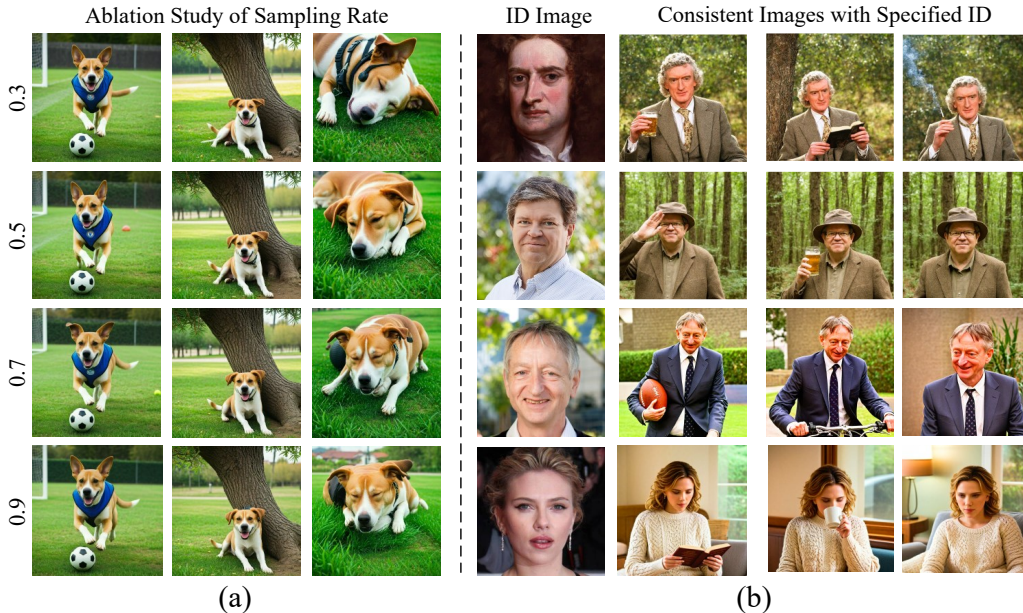 Ablation Study of Sampling Rate
ID Image
Consistent Images with Specified ID
0.3
0.5
0.7
0.9
(a)
(b)